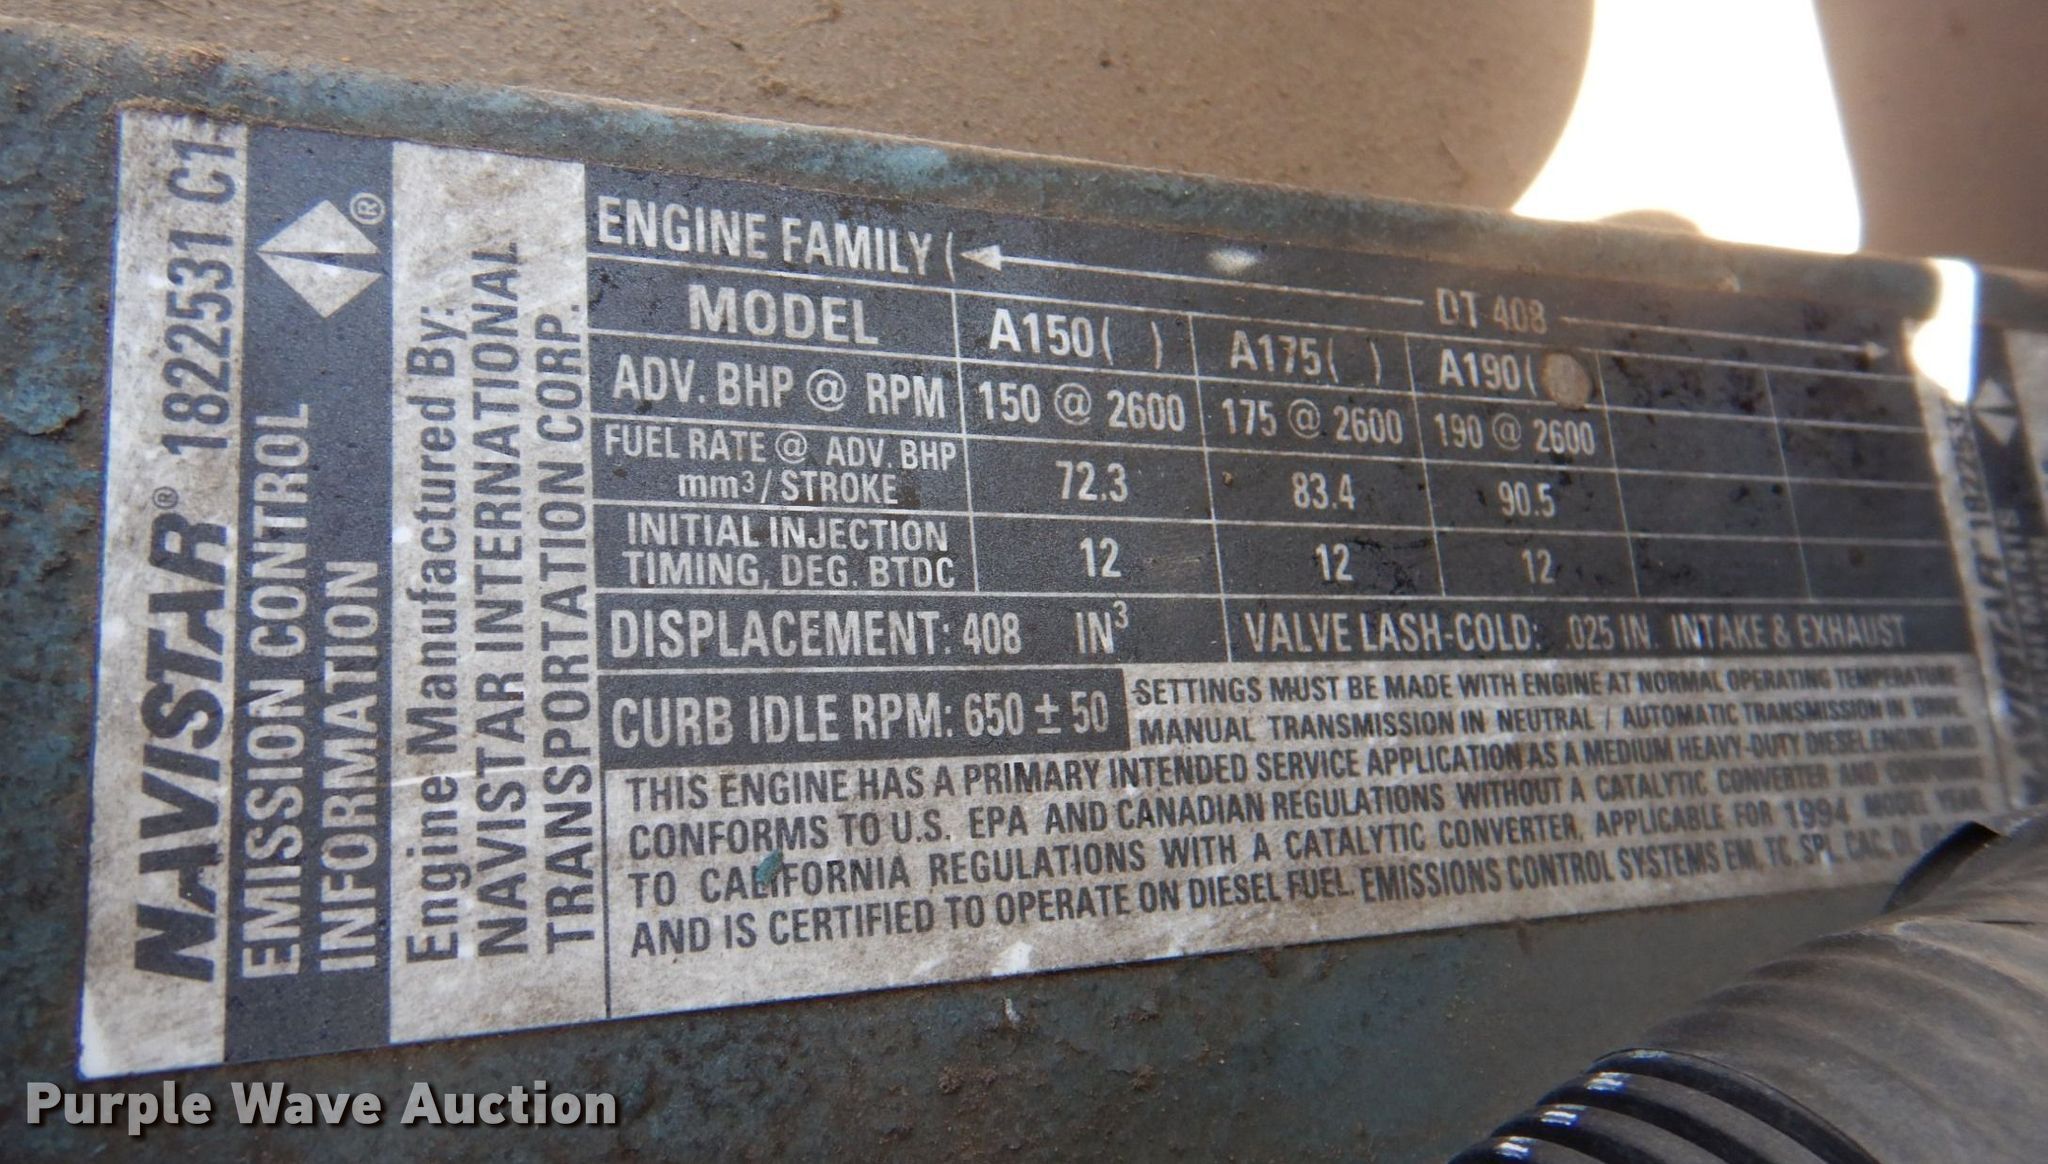 NAVISTAR® 1822531 C1
EMISSION CONTROL
INFORMATION
®
Engine Manufactured By:
NAVISTAR INTERNATIONAL
TRANSPORTATION CORP.
ENGINE FAMILY ( DT 408
MODEL A150( ) A175( ) A190(
ADV. BHP @ RPM 150 @ 2600 175 @ 2600 190 @ 2600
FUEL RATE @ ADV. BHP
mm³/STROKE 72.3 83.4 90.5
INITIAL INJECTION
TIMING, DEG. BTDC 12 12 12
DISPLACEMENT: 408 IN³ VALVE LASH-COLD: .025 IN. INTAKE & EXHAUST
CURB IDLE RPM: 650 ± 50
SETTINGS MUST BE MADE WITH ENGINE AT NORMAL OPERATING TEMPERATURE
MANUAL TRANSMISSION IN NEUTRAL / AUTOMATIC TRANSMISSION IN DRIVE
THIS ENGINE HAS A PRIMARY INTENDED SERVICE APPLICATION AS A MEDIUM HEAVY-DUTY DIESEL ENGINE AND
CONFORMS TO U.S. EPA AND CANADIAN REGULATIONS WITHOUT A CATALYTIC CONVERTER AND CONFORMS
TO CALIFORNIA REGULATIONS WITH A CATALYTIC CONVERTER, APPLICABLE FOR 1994 MODEL YEAR
AND IS CERTIFIED TO OPERATE ON DIESEL FUEL. EMISSIONS CONTROL SYSTEMS EM, TC, SPL, CAC, DI,
NAVISTAR
Purple Wave Auction